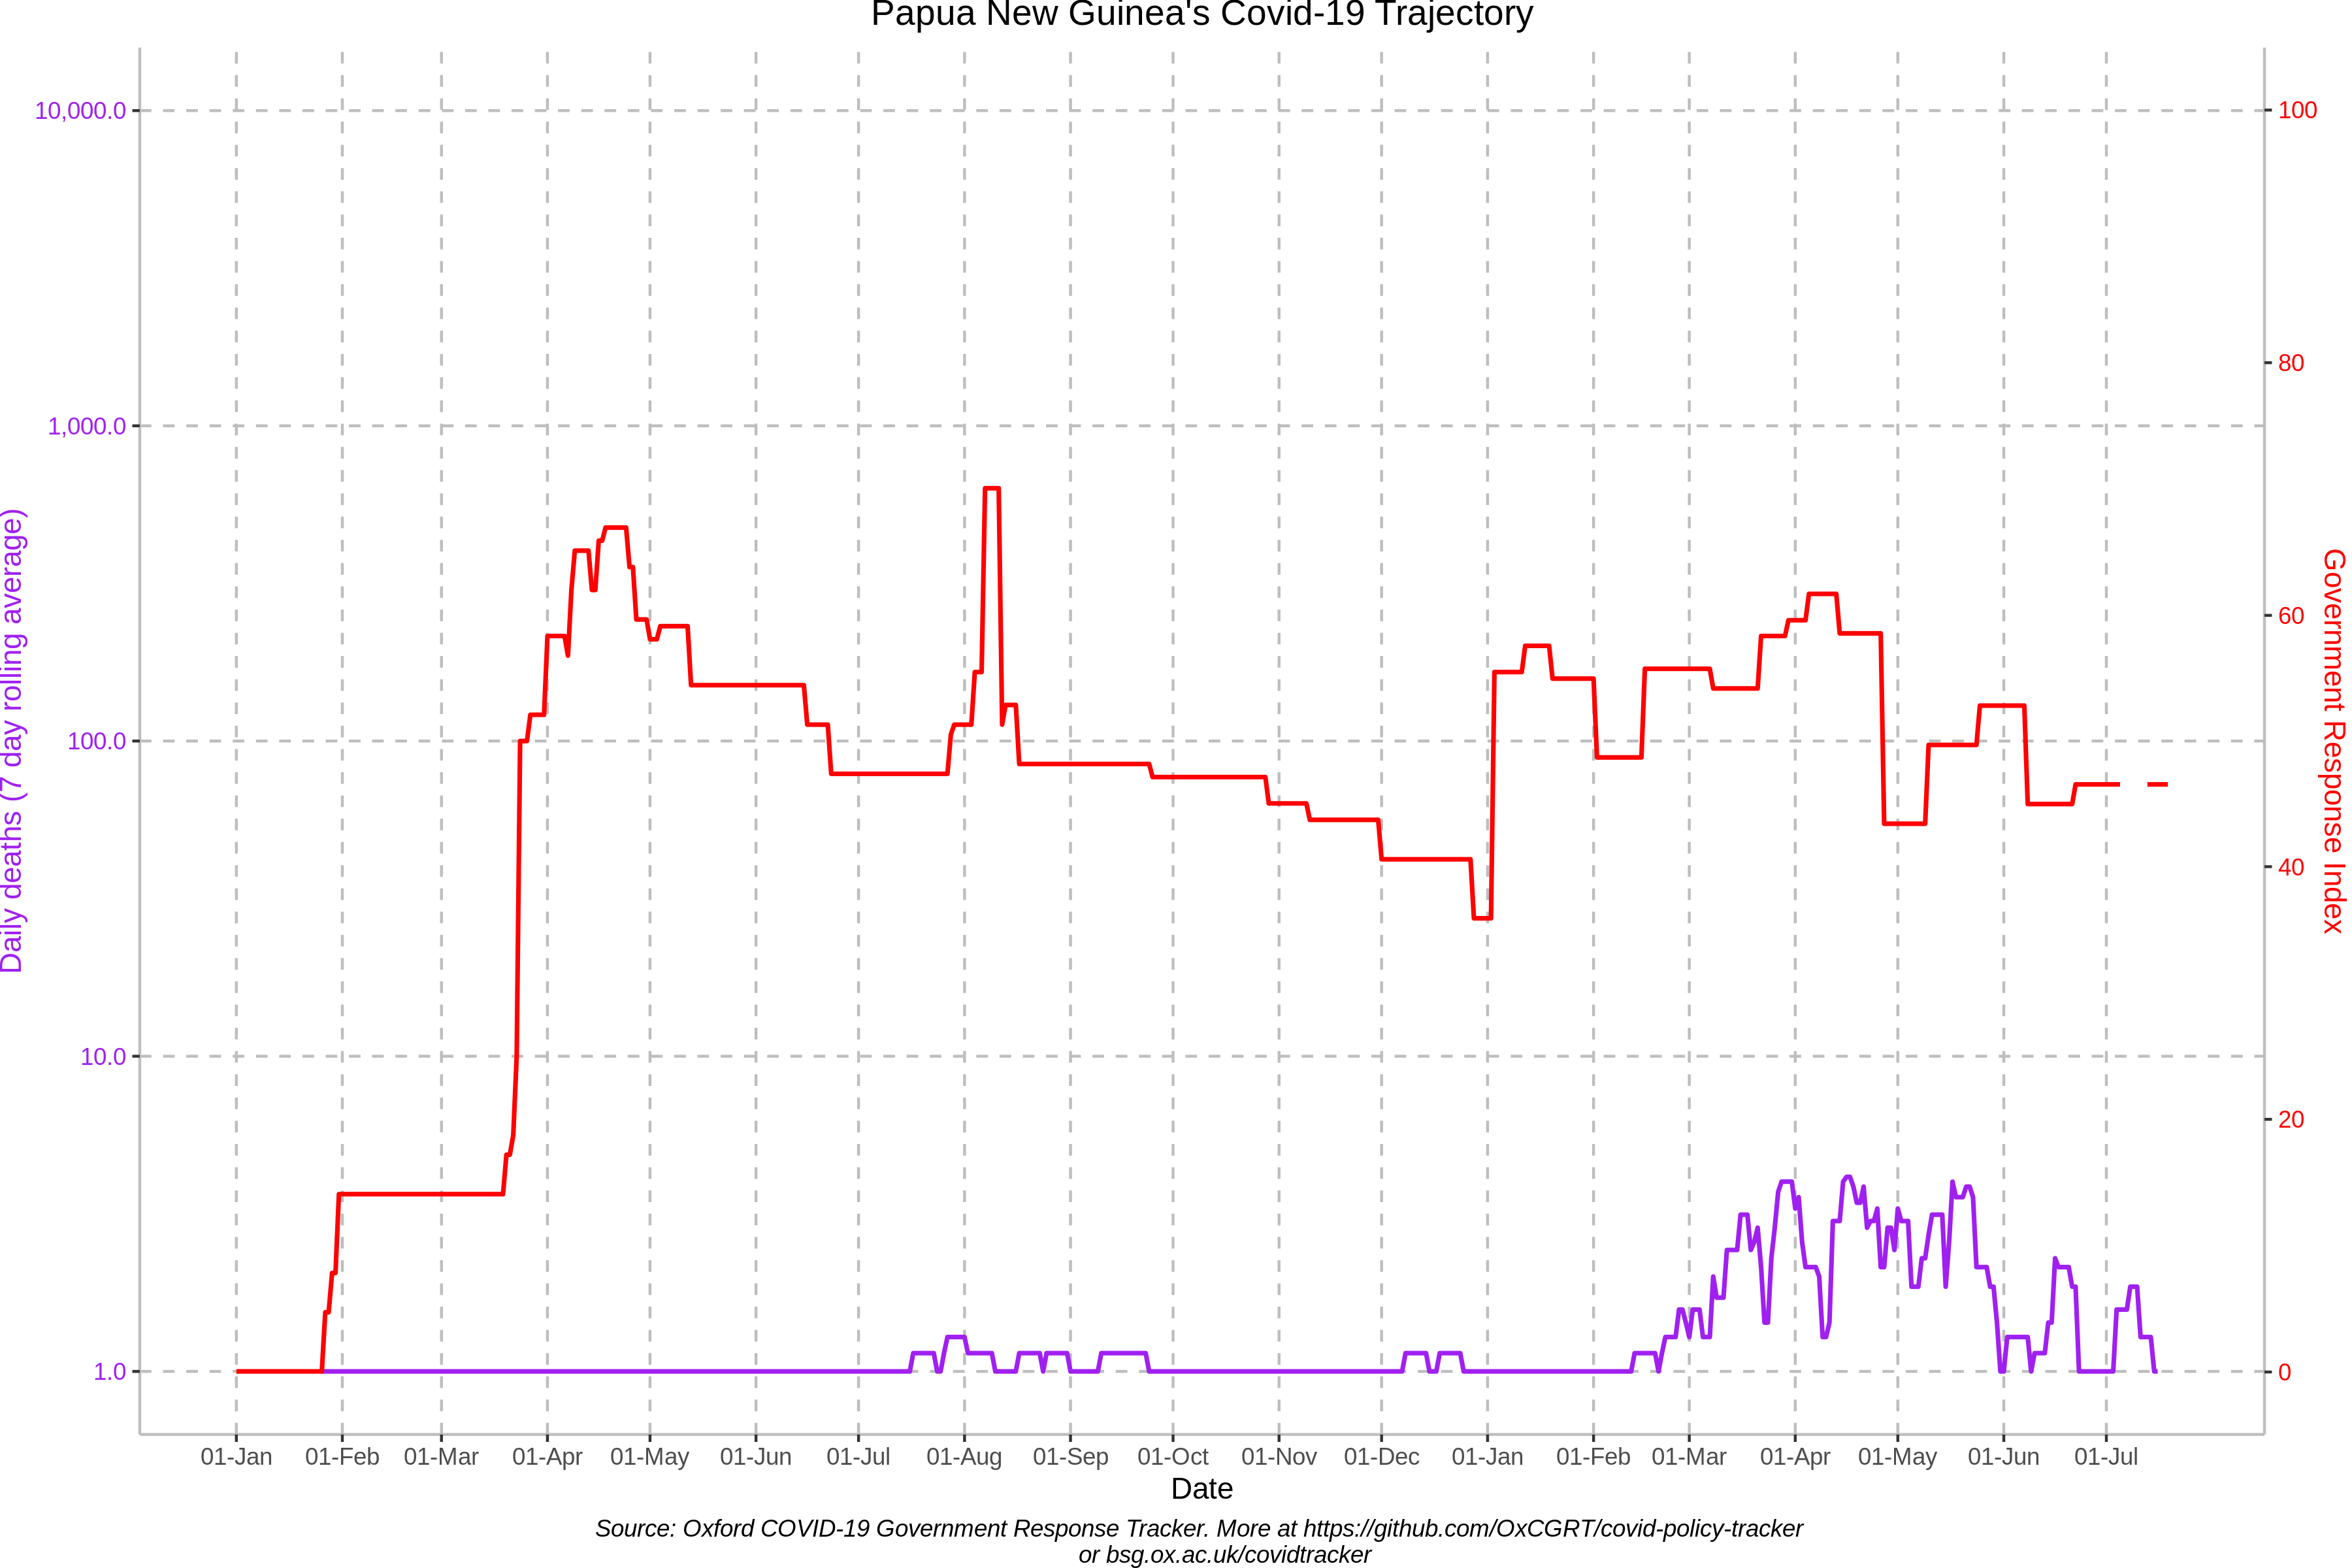 Papua New Guinea's Covid-19 Trajectory
10,000.0
1,000.0
100.0
10.0
1.0
Daily deaths (7 day rolling average)
100
80
60
40
20
0
Government Response Index
01-Jan 01-Feb 01-Mar 01-Apr 01-May 01-Jun 01-Jul 01-Aug 01-Sep 01-Oct 01-Nov 01-Dec 01-Jan 01-Feb 01-Mar 01-Apr 01-May 01-Jun 01-Jul
Date
Source: Oxford COVID-19 Government Response Tracker. More at https://github.com/OxCGRT/covid-policy-tracker
or bsg.ox.ac.uk/covidtracker